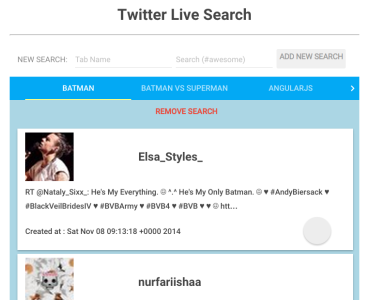 Twitter Live Search
NEW SEARCH: Tab Name Search (#awesome) ADD NEW SEARCH
BATMAN BATMAN VS SUPERMAN ANGULARJS
REMOVE SEARCH
Elsa_Styles_
RT @Nataly_Sixx_: He's My Everything. ☺ ^.^ He's My Only Batman. ☺ ♥ #AndyBiersack ♥
#BlackVeilBridesIV ♥ #BVBArmy ♥ #BVB4 ♥ #BVB ♥ ♥ ☺ htt...
Created at : Sat Nov 08 09:13:18 +0000 2014
nurfariishaa